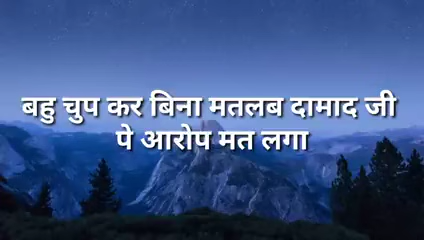 बहु चुप कर बिना मतलब दामाद जी
पे आरोप मत लगा